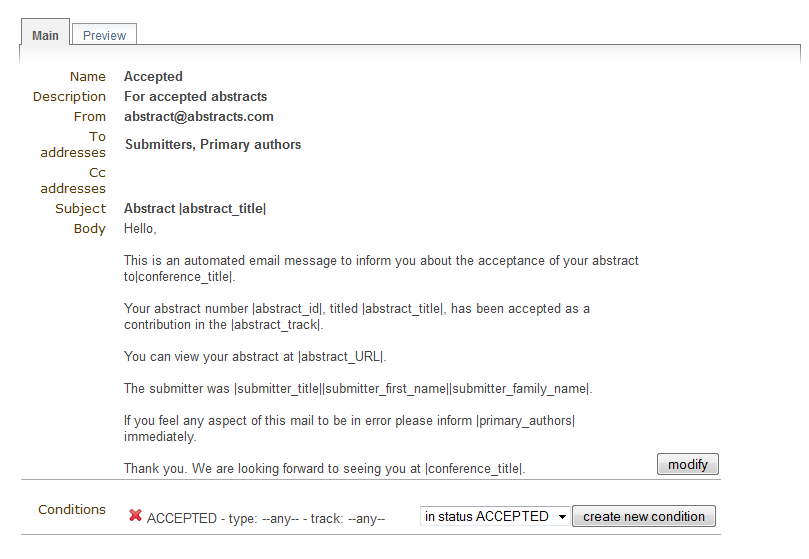 Main Preview
Name Accepted
Description For accepted abstracts
From abstract@abstracts.com
To
addresses Submitters, Primary authors
Cc
addresses
Subject Abstract |abstract_title|
Body Hello,
This is an automated email message to inform you about the acceptance of your abstract
to|conference_title|.
Your abstract number |abstract_id|, titled |abstract_title|, has been accepted as a
contribution in the |abstract_track|.
You can view your abstract at |abstract_URL|.
The submitter was |submitter_title||submitter_first_name||submitter_family_name|.
If you feel any aspect of this mail to be in error please inform |primary_authors|
immediately.
Thank you. We are looking forward to seeing you at |conference_title|.
modify
Conditions ACCEPTED - type: --any-- - track: --any-- in status ACCEPTED create new condition